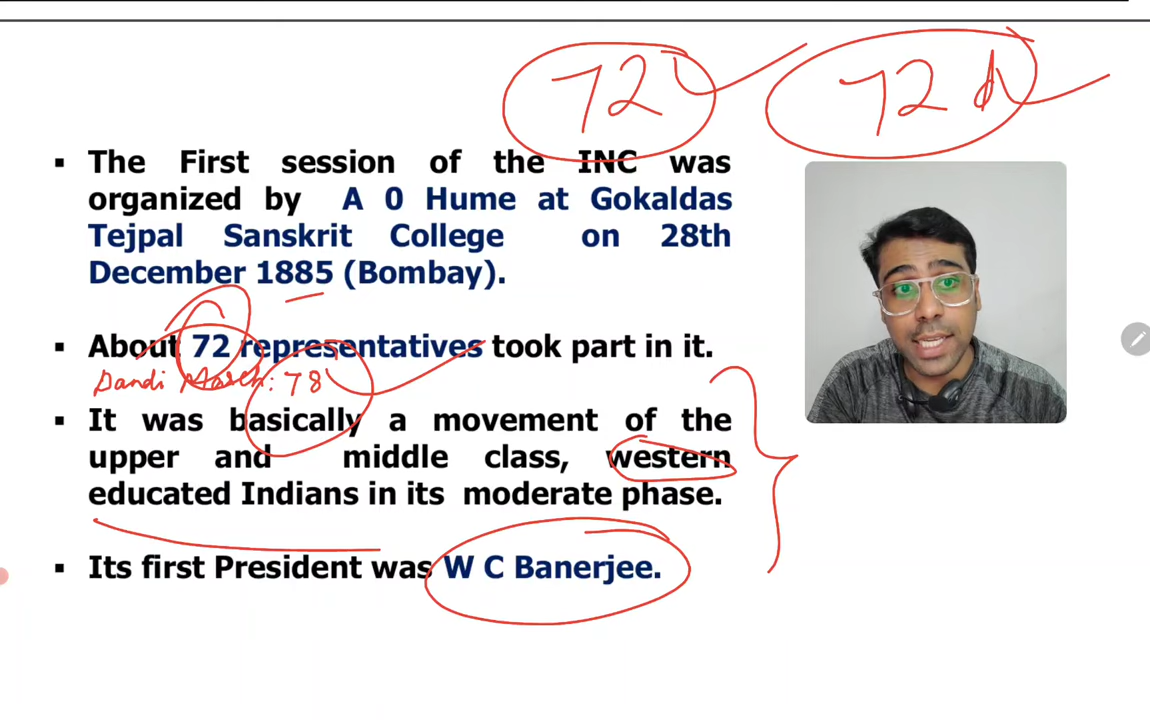 72
72 d
▪ The First session of the INC was
organized by A O Hume at Gokaldas
Tejpal Sanskrit College on 28th
December 1885 (Bombay).
▪ About 72 representatives took part in it.
Dandi March: 78
▪ It was basically a movement of the
upper and middle class, western
educated Indians in its moderate phase.
▪ Its first President was W C Banerjee.